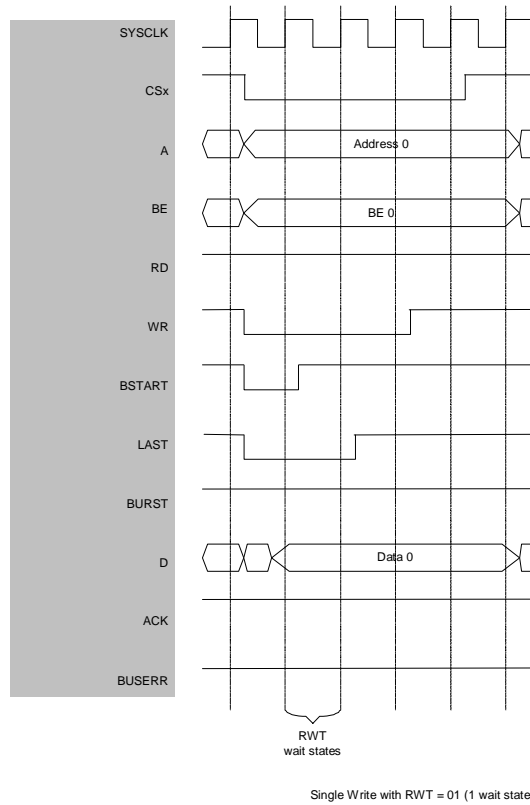 SYSCLK
CSx
A
Address 0
BE
BE 0
RD
WR
BSTART
LAST
BURST
D
Data 0
ACK
BUSERR
RWT
wait states
Single Write with RWT = 01 (1 wait state